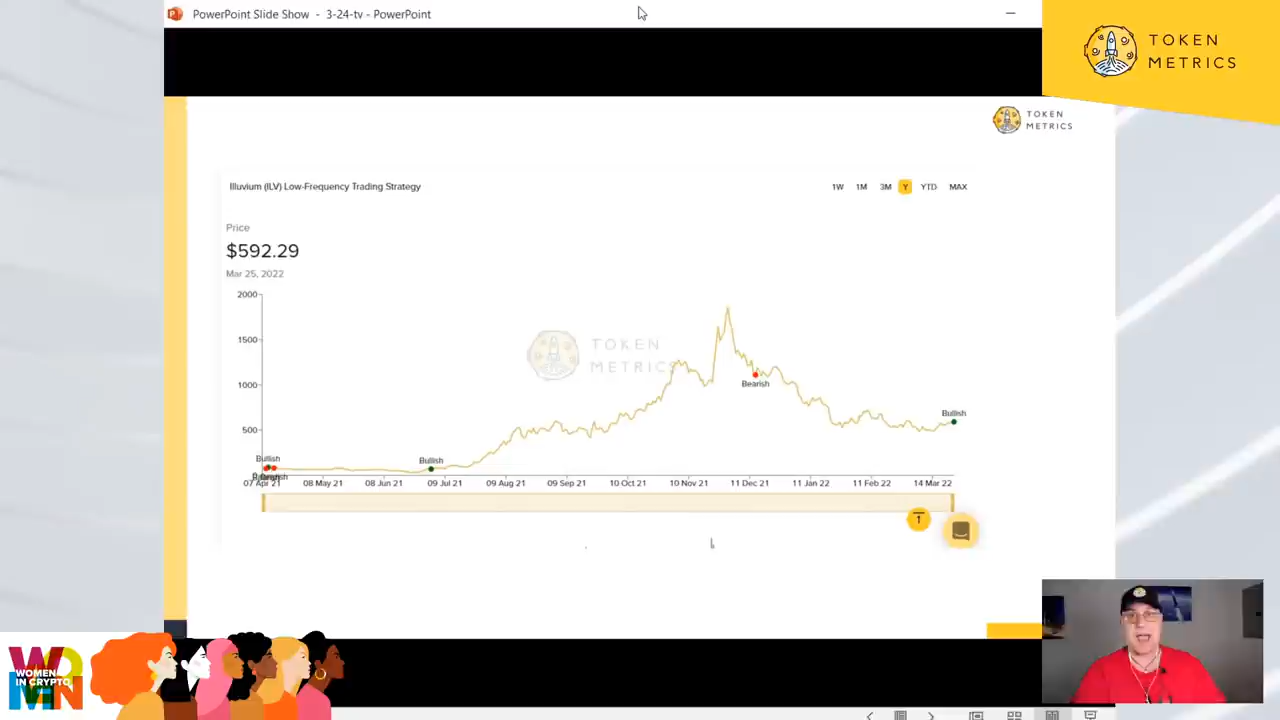 PowerPoint Slide Show - 3-24-tv - PowerPoint
TOKEN
METRICS
TOKEN
METRICS
Illuvium (ILV) Low-Frequency Trading Strategy
1W 1M 3M Y YTD MAX
Price
$592.29
Mar 25, 2022
2000
1500
1000
500
0
TOKEN
METRICS
Bearish
Bullish
Bullish
Bullish
07 Apr 21 08 May 21 08 Jun 21 09 Jul 21 09 Aug 21 09 Sep 21 10 Oct 21 10 Nov 21 11 Dec 21 11 Jan 22 11 Feb 22 14 Mar 22
WOMEN
WOMEN
IN CRYPTO